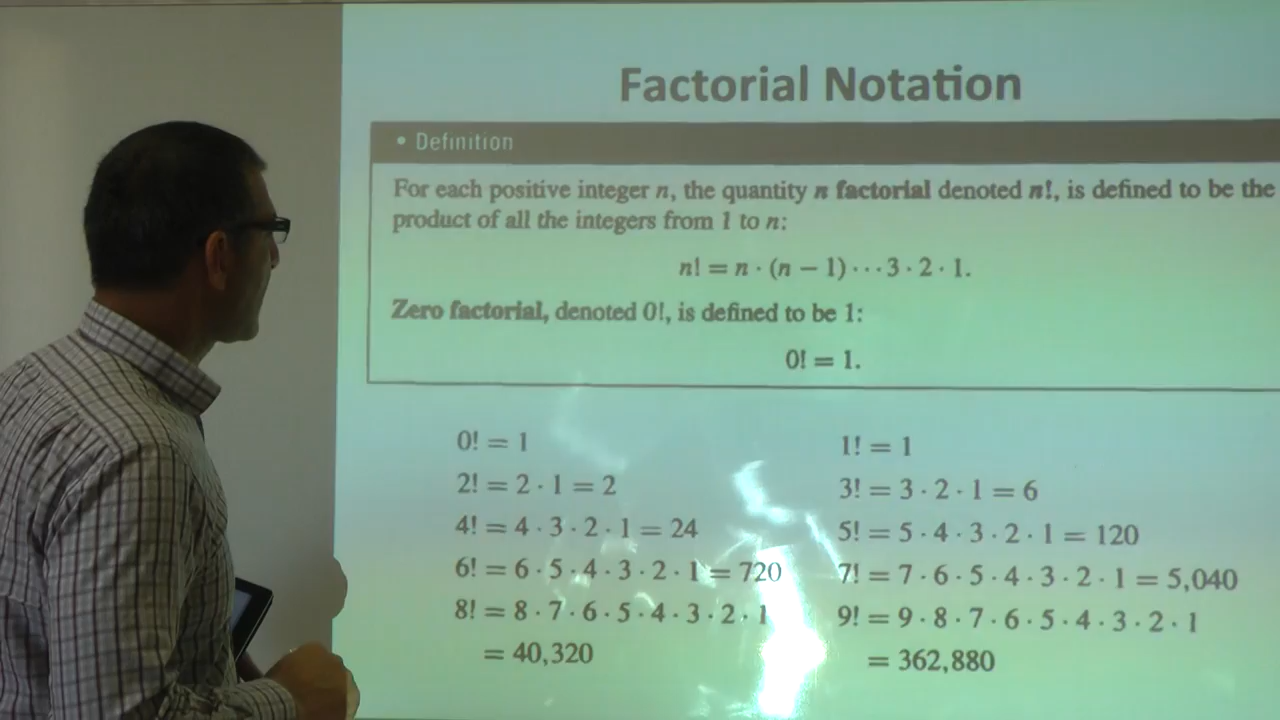 Factorial Notation
• Definition
For each positive integer n, the quantity n factorial denoted n!, is defined to be the
product of all the integers from 1 to n:
n! = n · (n − 1) ··· 3 · 2 · 1.
Zero factorial, denoted 0!, is defined to be 1:
0! = 1.
0! = 1
1! = 1
2! = 2 · 1 = 2
3! = 3 · 2 · 1 = 6
4! = 4 · 3 · 2 · 1 = 24
5! = 5 · 4 · 3 · 2 · 1 = 120
6! = 6 · 5 · 4 · 3 · 2 · 1 = 720
7! = 7 · 6 · 5 · 4 · 3 · 2 · 1 = 5,040
8! = 8 · 7 · 6 · 5 · 4 · 3 · 2 · 1
= 40,320
9! = 9 · 8 · 7 · 6 · 5 · 4 · 3 · 2 · 1
= 362,880